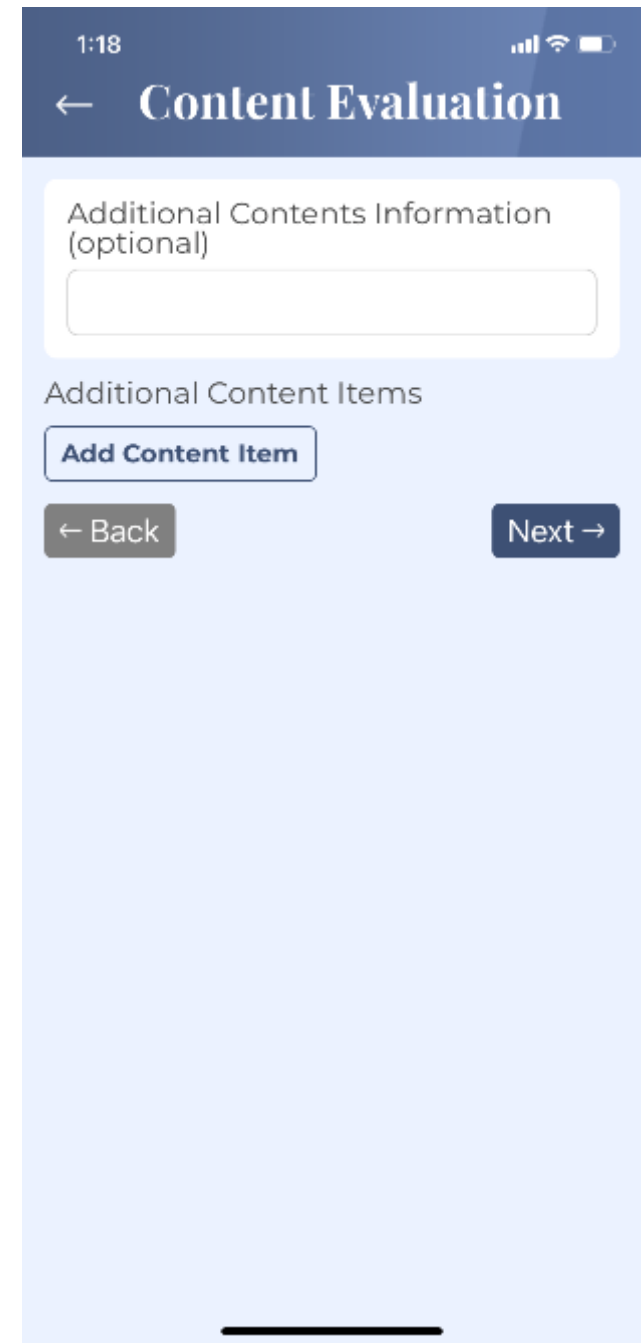 1:18
← Content Evaluation
Additional Contents Information
(optional)
Additional Content Items
Add Content Item
← Back
Next →